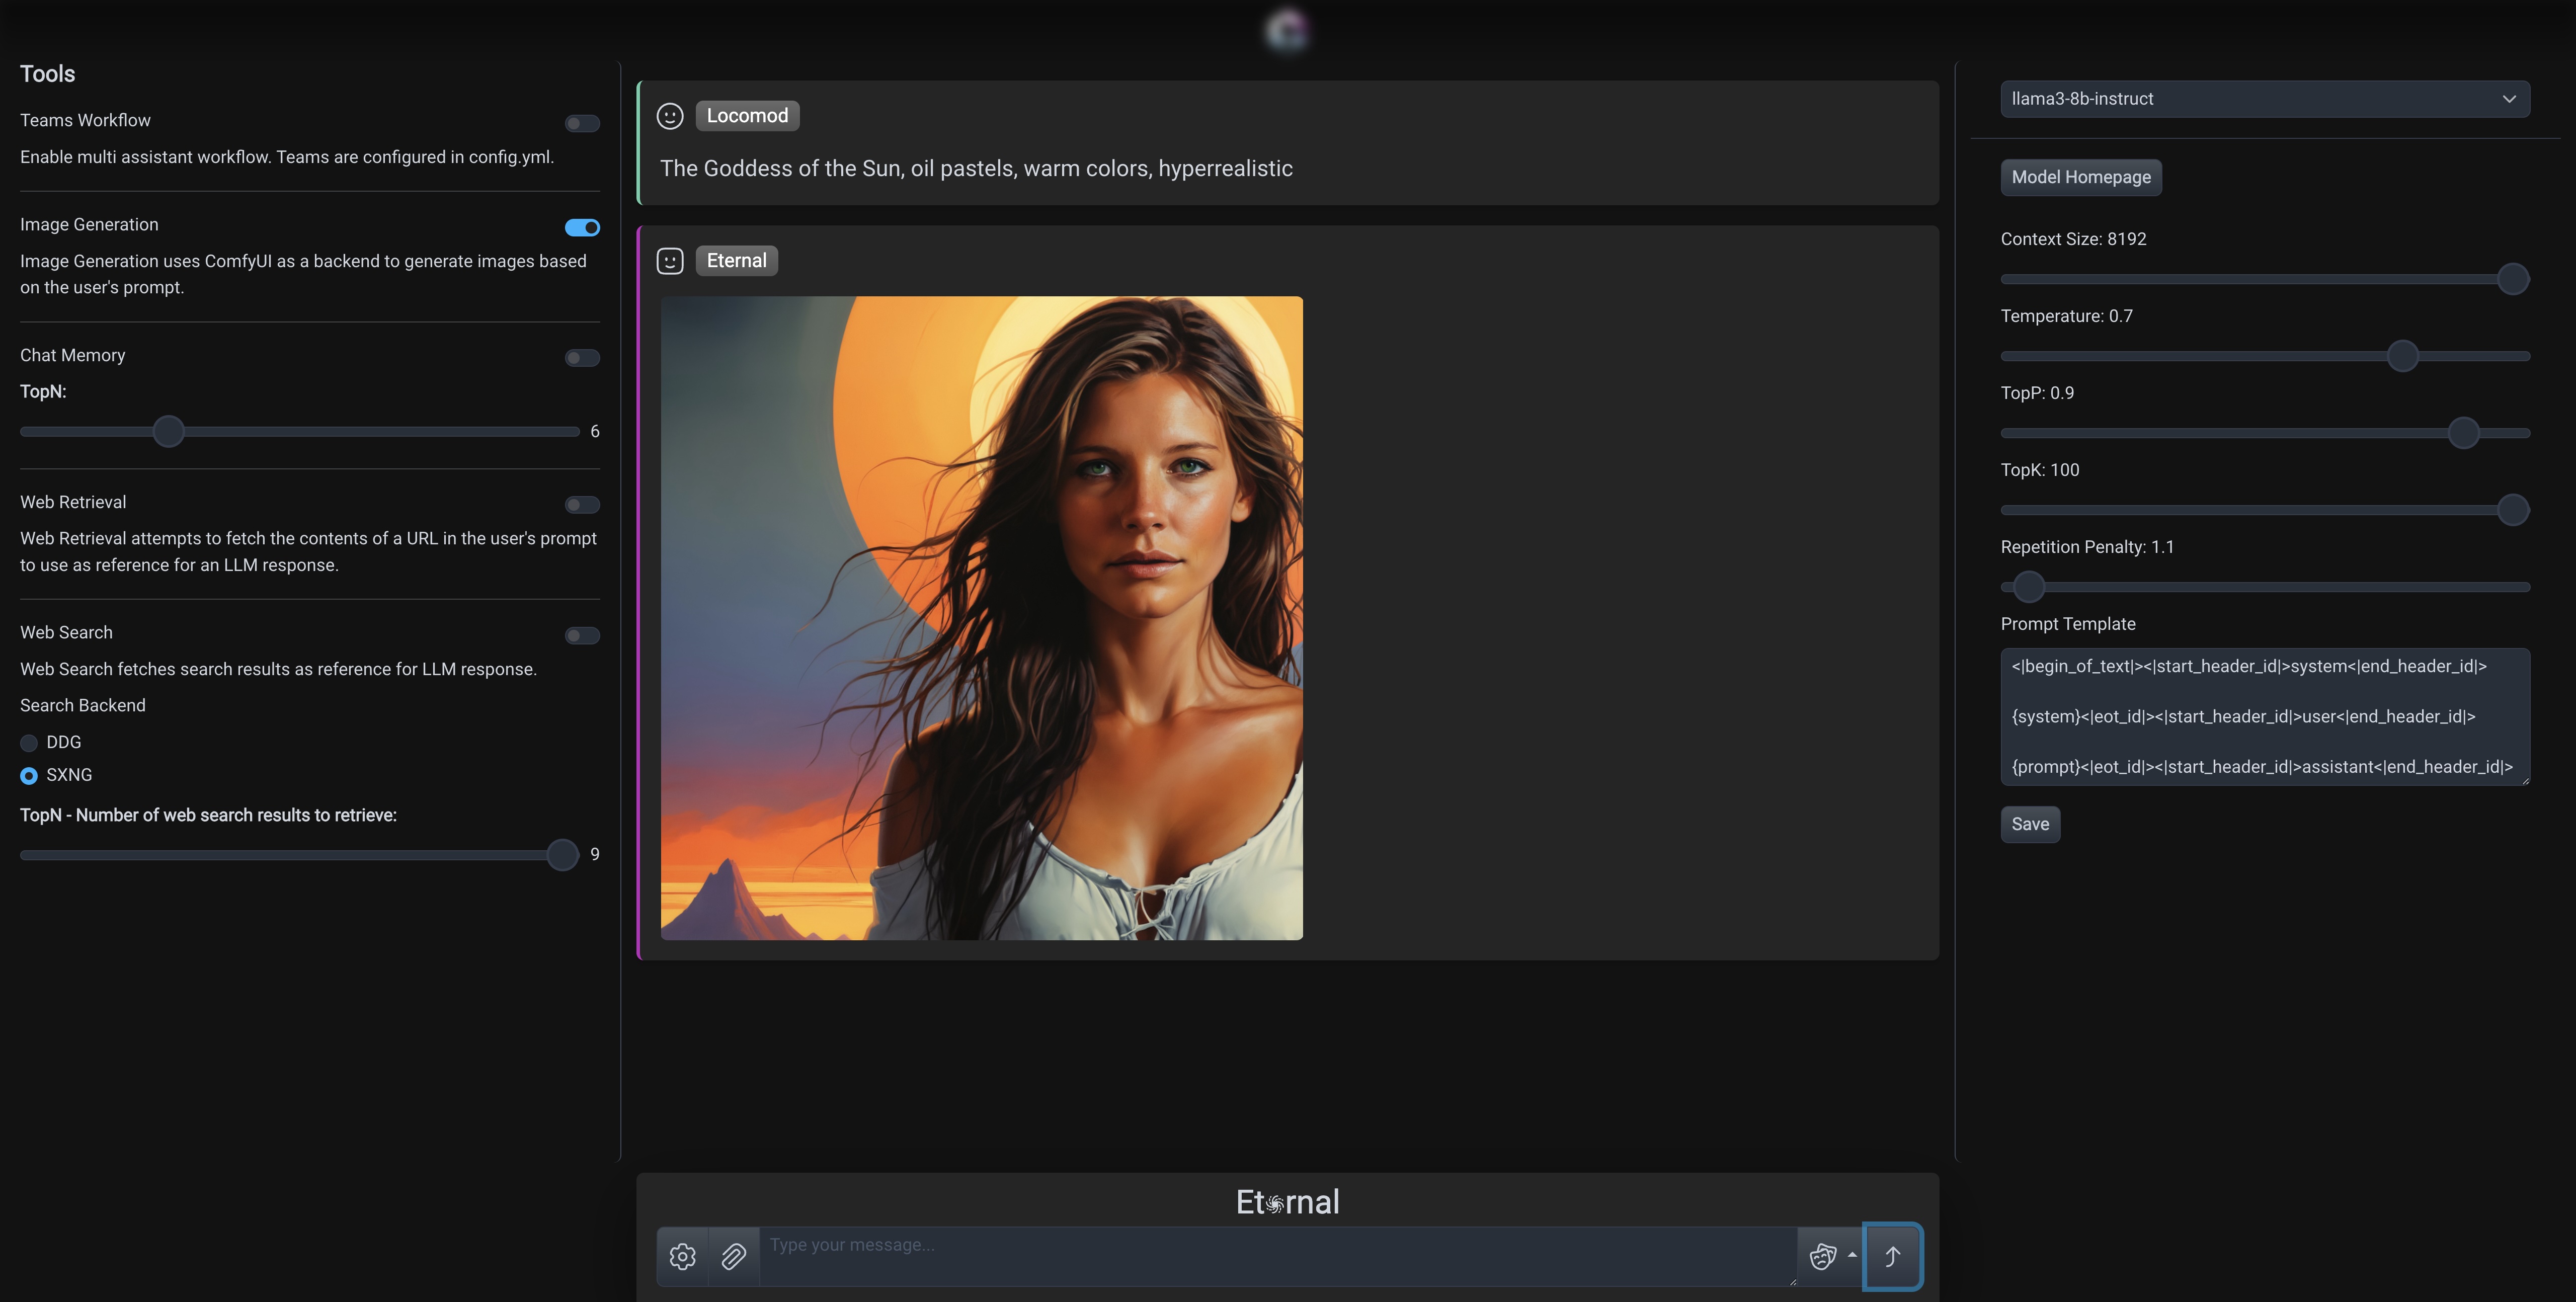 Tools
Teams Workflow
Enable multi assistant workflow. Teams are configured in config.yml.
Image Generation
Image Generation uses ComfyUI as a backend to generate images based
on the user's prompt.
Chat Memory
TopN:
6
Web Retrieval
Web Retrieval attempts to fetch the contents of a URL in the user's prompt
to use as reference for an LLM response.
Web Search
Web Search fetches search results as reference for LLM response.
Search Backend
DDG
SXNG
TopN - Number of web search results to retrieve:
9
Locomod
The Goddess of the Sun, oil pastels, warm colors, hyperrealistic
Eternal
Eternal
Type your message...
llama3-8b-instruct
Model Homepage
Context Size: 8192
Temperature: 0.7
TopP: 0.9
TopK: 100
Repetition Penalty: 1.1
Prompt Template
<|begin_of_text|><|start_header_id|>system<|end_header_id|>
{system}<|eot_id|><|start_header_id|>user<|end_header_id|>
{prompt}<|eot_id|><|start_header_id|>assistant<|end_header_id|>
Save